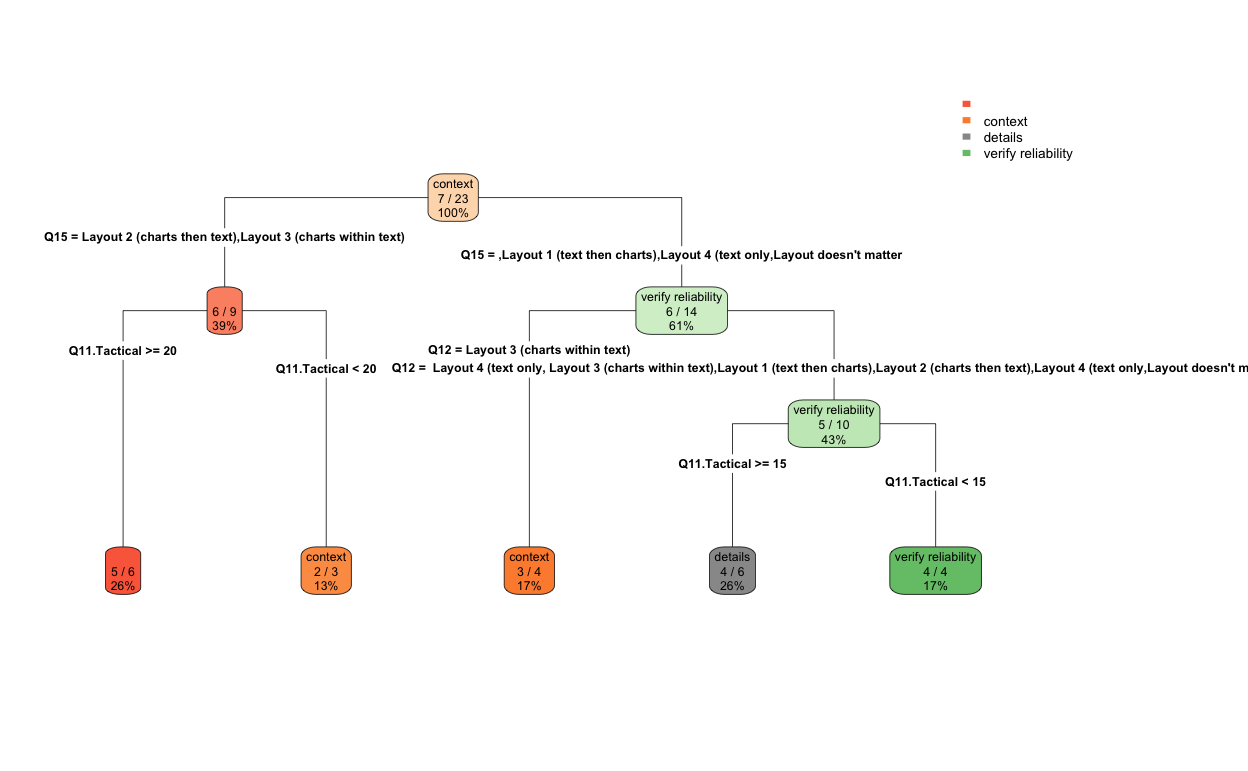 context
details
verify reliability
context
7 / 23
100%
Q15 = Layout 2 (charts then text),Layout 3 (charts within text)
Q15 = ,Layout 1 (text then charts),Layout 4 (text only,Layout doesn't matter
6 / 9
39%
verify reliability
6 / 14
61%
Q11.Tactical >= 20
Q11.Tactical < 20
Q12 = Layout 3 (charts within text)
Q12 =  Layout 4 (text only, Layout 3 (charts within text),Layout 1 (text then charts),Layout 2 (charts then text),Layout 4 (text only,Layout doesn't m
verify reliability
5 / 10
43%
Q11.Tactical >= 15
Q11.Tactical < 15
5 / 6
26%
context
2 / 3
13%
context
3 / 4
17%
details
4 / 6
26%
verify reliability
4 / 4
17%